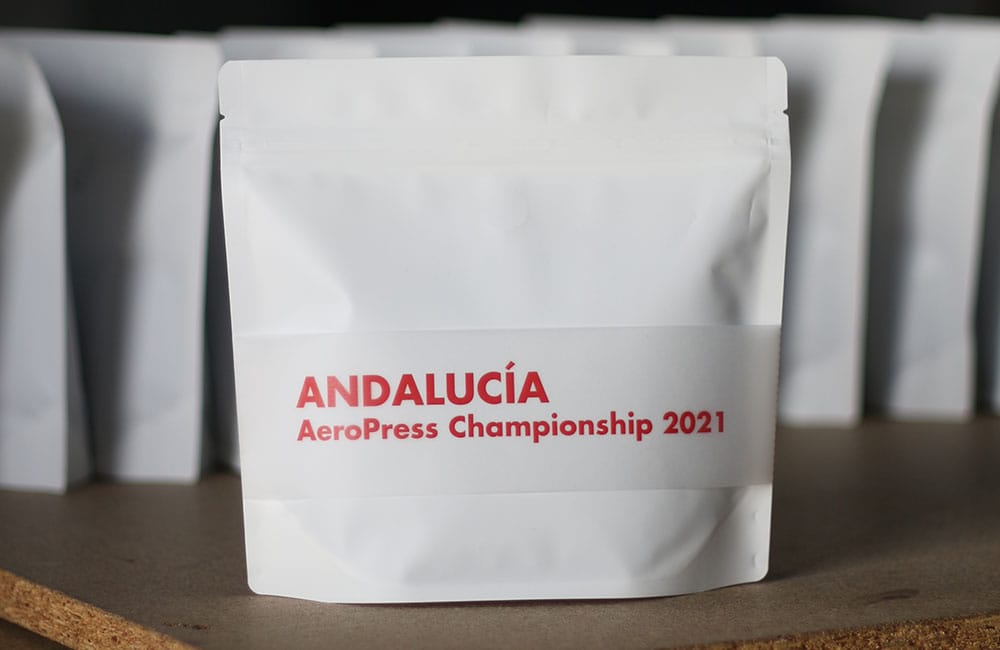 ANDALUCÍA
AeroPress Championship 2021